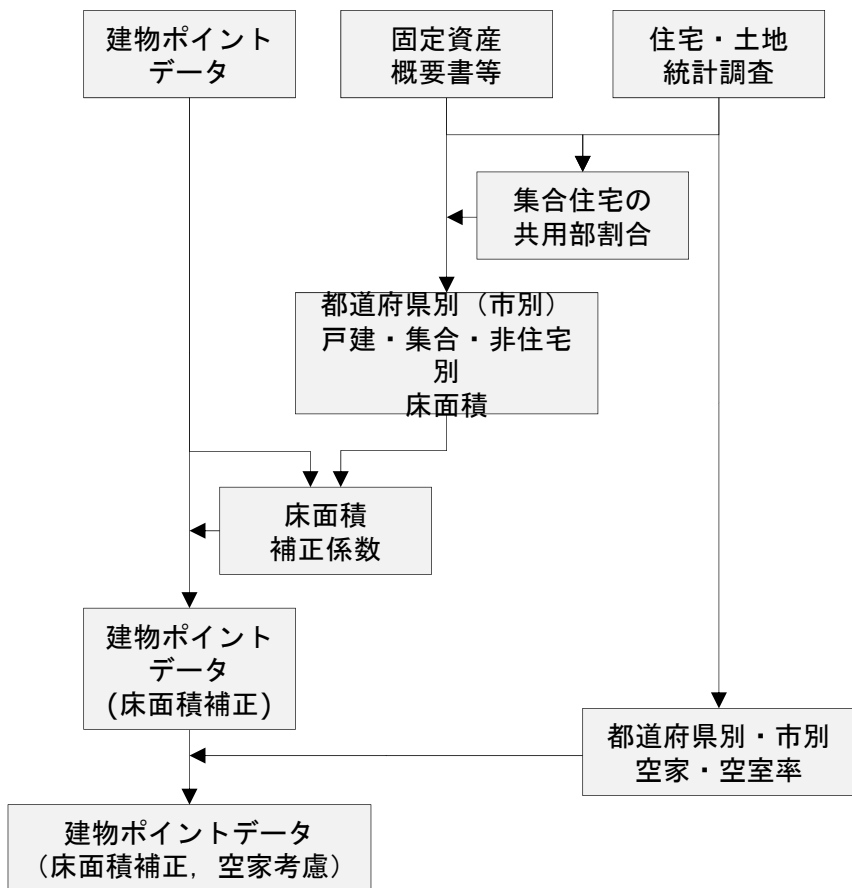 建物ポイント
データ
固定資産
概要書等
住宅・土地
統計調査
集合住宅の
共用部割合
都道府県別（市別）
戸建・集合・非住宅
別
床面積
床面積
補正係数
建物ポイント
データ
(床面積補正)
都道府県別・市別
空家・空室率
建物ポイントデータ
（床面積補正，空家考慮）